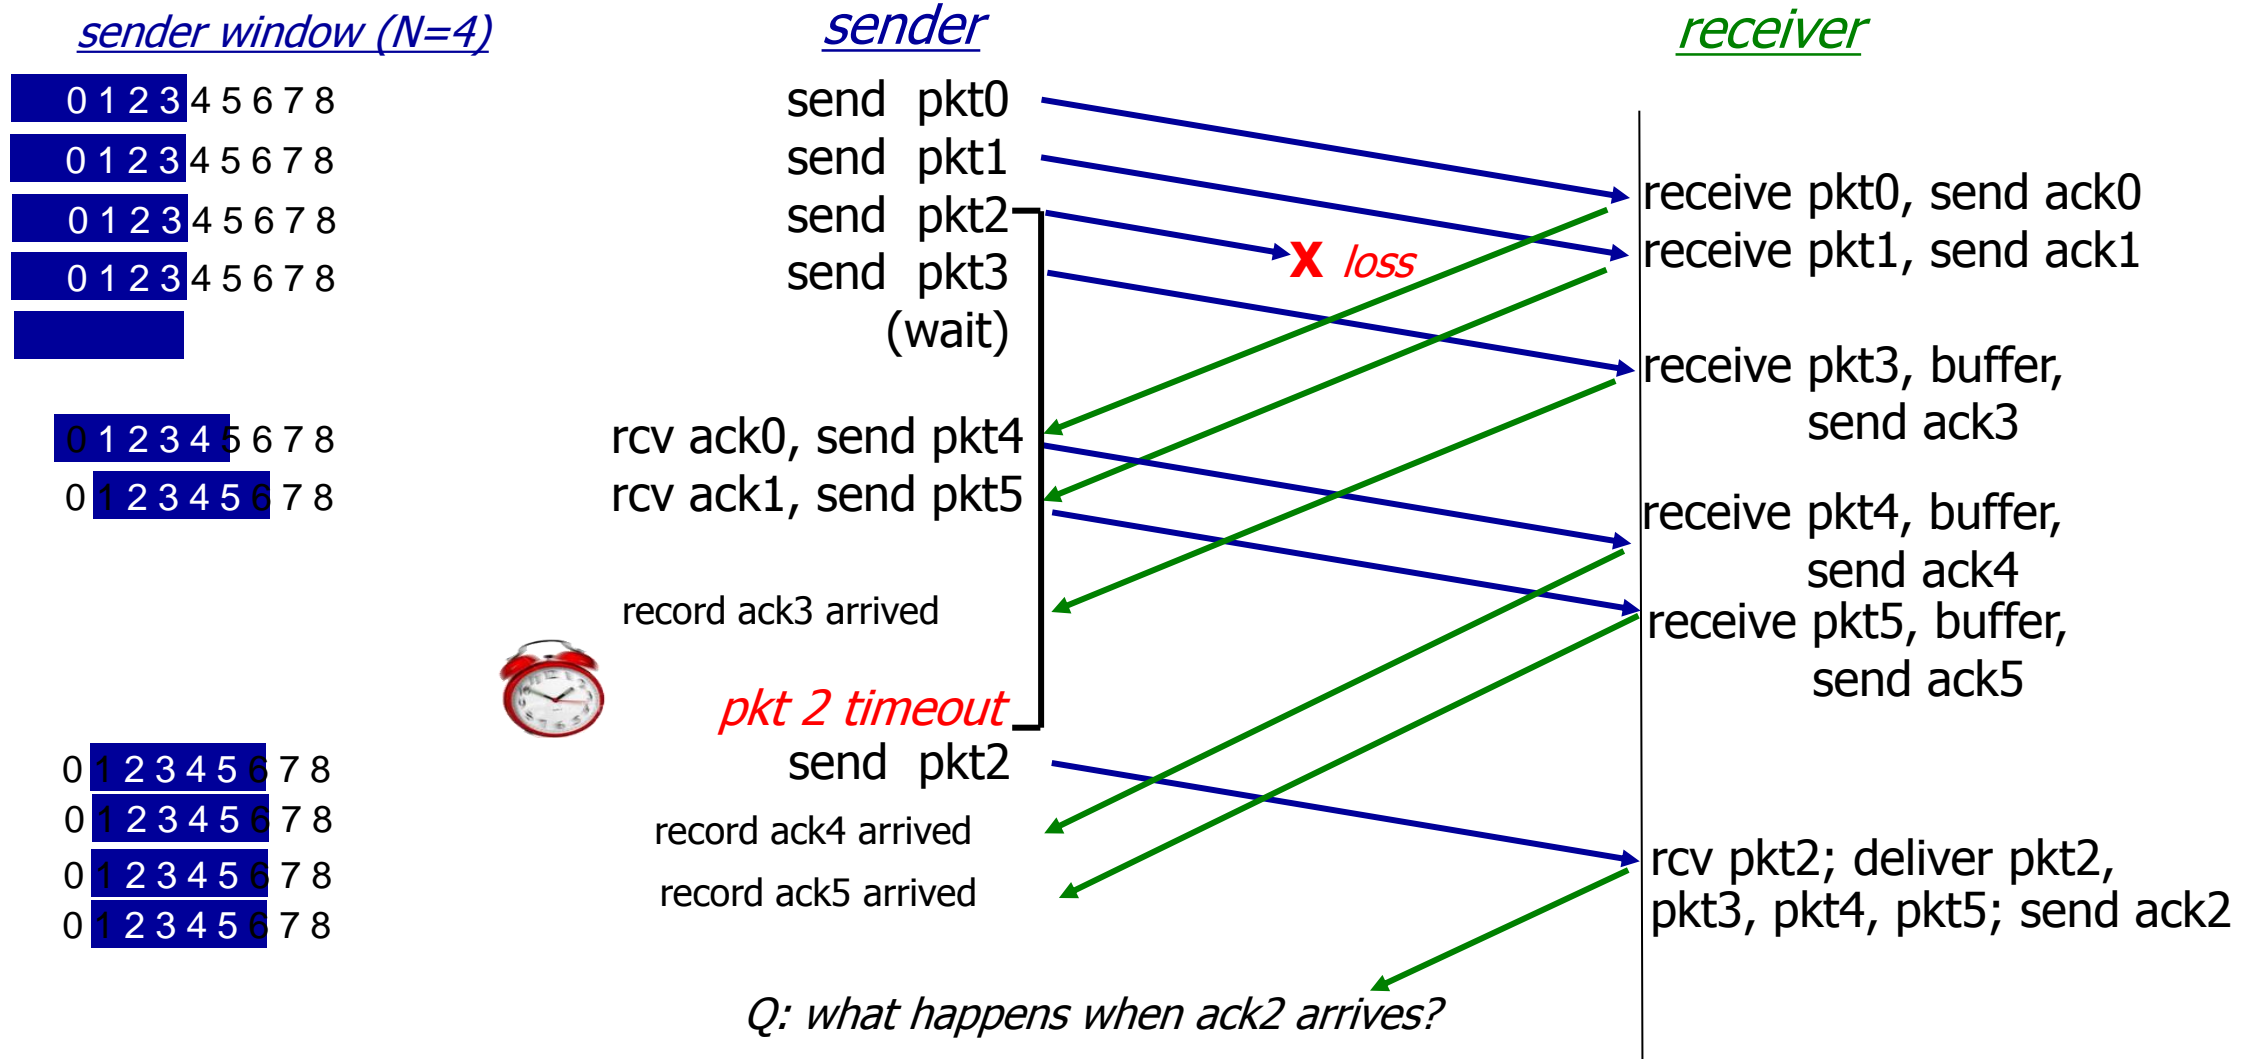 sender window (N=4)
sender
receiver
0 1 2 3 4 5 6 7 8
send pkt0
0 1 2 3 4 5 6 7 8
send pkt1
receive pkt0, send ack0
0 1 2 3 4 5 6 7 8
send pkt2
X loss
receive pkt1, send ack1
0 1 2 3 4 5 6 7 8
send pkt3
(wait)
receive pkt3, buffer,
send ack3
0 1 2 3 4 5 6 7 8
rcv ack0, send pkt4
0 1 2 3 4 5 6 7 8
rcv ack1, send pkt5
receive pkt4, buffer,
send ack4
record ack3 arrived
receive pkt5, buffer,
send ack5
pkt 2 timeout
0 1 2 3 4 5 6 7 8
send pkt2
0 1 2 3 4 5 6 7 8
record ack4 arrived
0 1 2 3 4 5 6 7 8
record ack5 arrived
rcv pkt2; deliver pkt2,
pkt3, pkt4, pkt5; send ack2
0 1 2 3 4 5 6 7 8
Q: what happens when ack2 arrives?